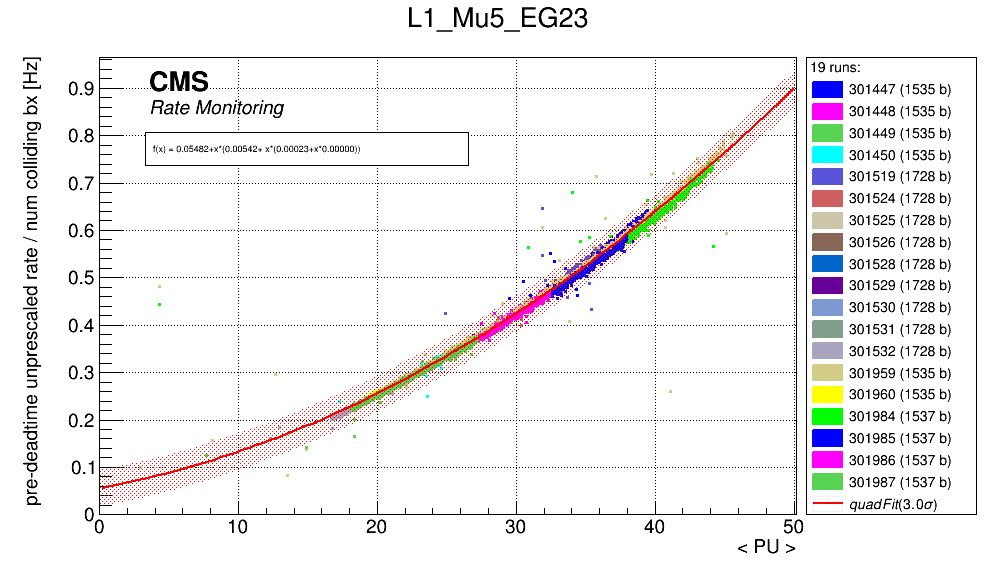 L1_Mu5_EG23
pre-deadtime unprescaled rate / num colliding bx [Hz]
CMS
Rate Monitoring
f(x) = 0.05482+x*(0.00542+ x*(0.00023+x*0.00000))
0.9
0.8
0.7
0.6
0.5
0.4
0.3
0.2
0.1
0
0 10 20 30 40 50
< PU >
19 runs:
301447 (1535 b)
301448 (1535 b)
301449 (1535 b)
301450 (1535 b)
301519 (1728 b)
301524 (1728 b)
301525 (1728 b)
301526 (1728 b)
301528 (1728 b)
301529 (1728 b)
301530 (1728 b)
301531 (1728 b)
301532 (1728 b)
301959 (1535 b)
301960 (1535 b)
301984 (1537 b)
301985 (1537 b)
301986 (1537 b)
301987 (1537 b)
quadFit(3.0σ)